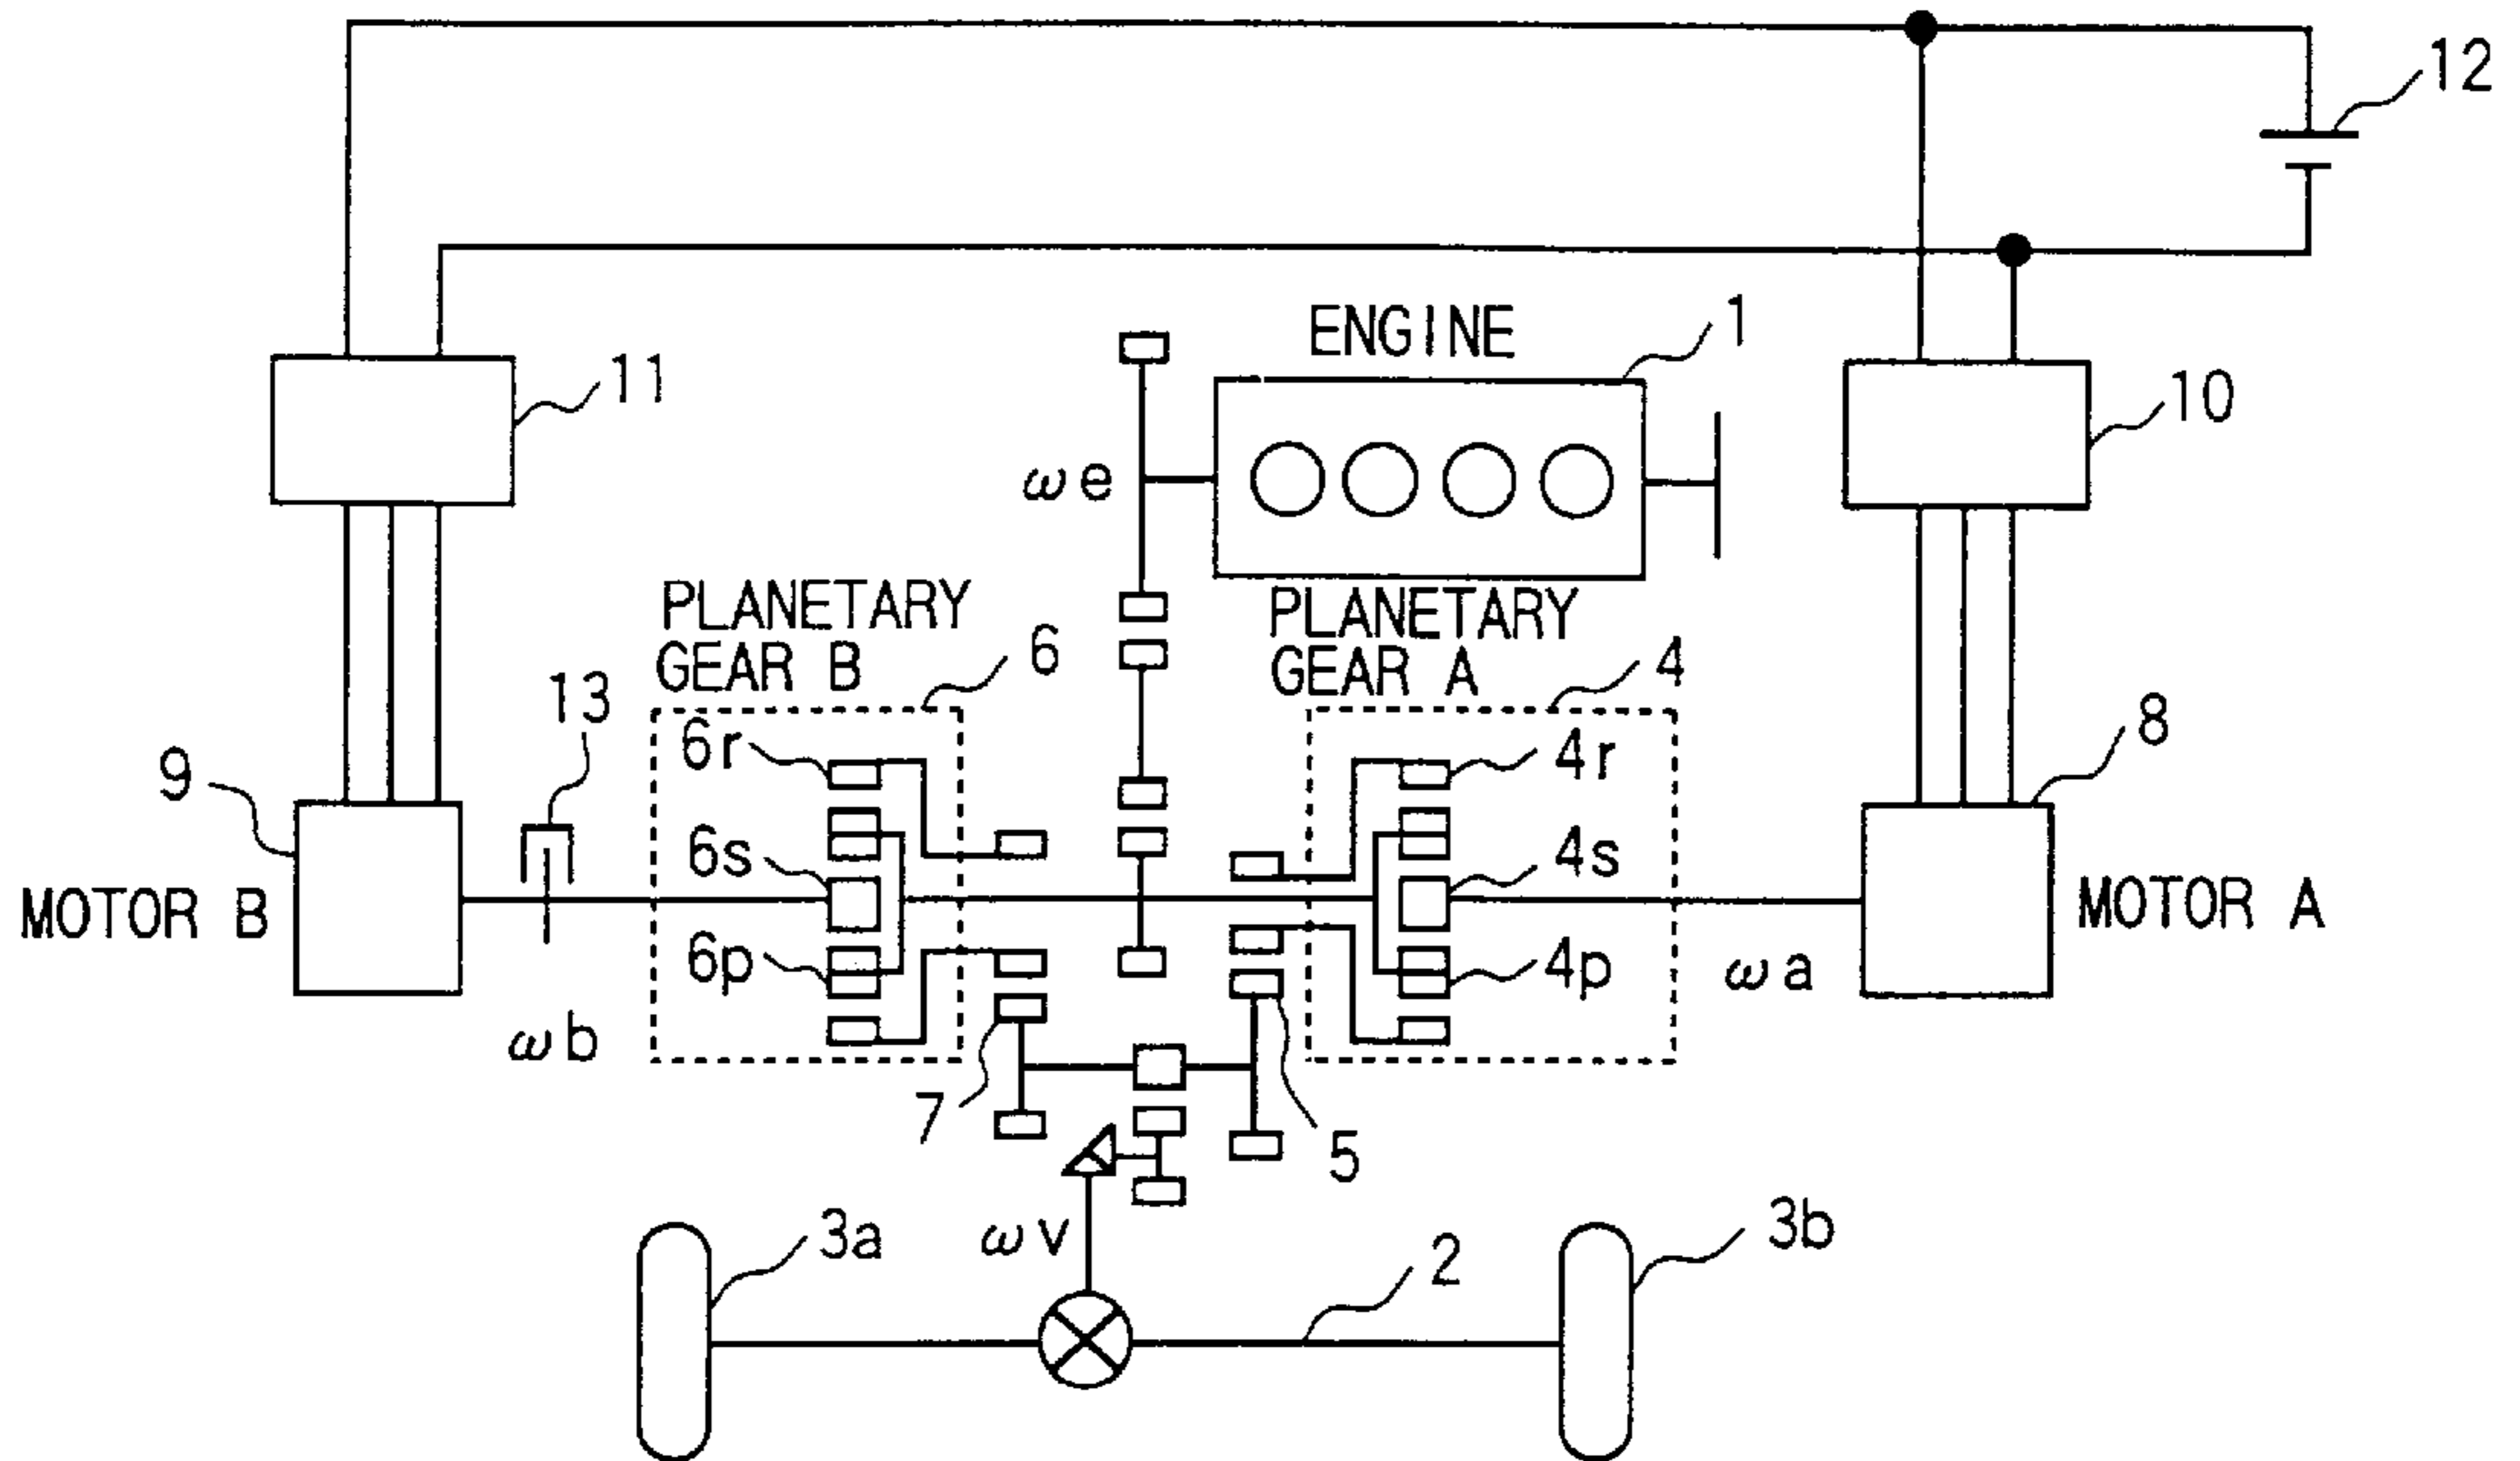 12
ENGINE
1
11
10
ωe
PLANETARY
GEAR B
6
PLANETARY
GEAR A
4
13
8
6r
4r
9
6s
4s
MOTOR B
MOTOR A
6p
4p
ωa
ωb
7
5
3a
3b
ωv
2